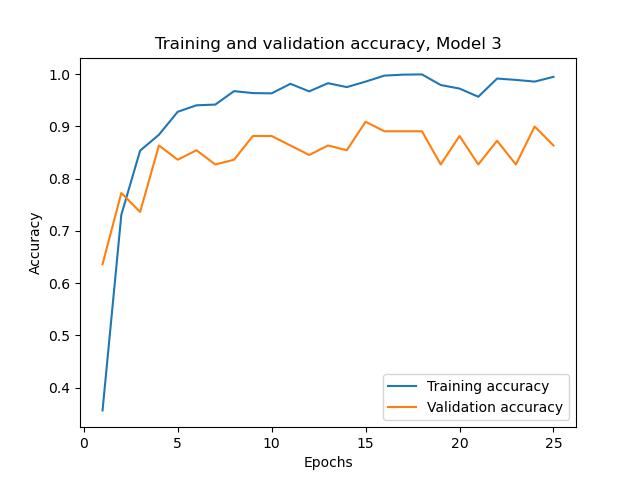 Training and validation accuracy, Model 3
1.0
0.9
0.8
0.7
0.6
0.5
0.4
Accuracy
0
5
10
15
20
25
Epochs
Training accuracy
Validation accuracy